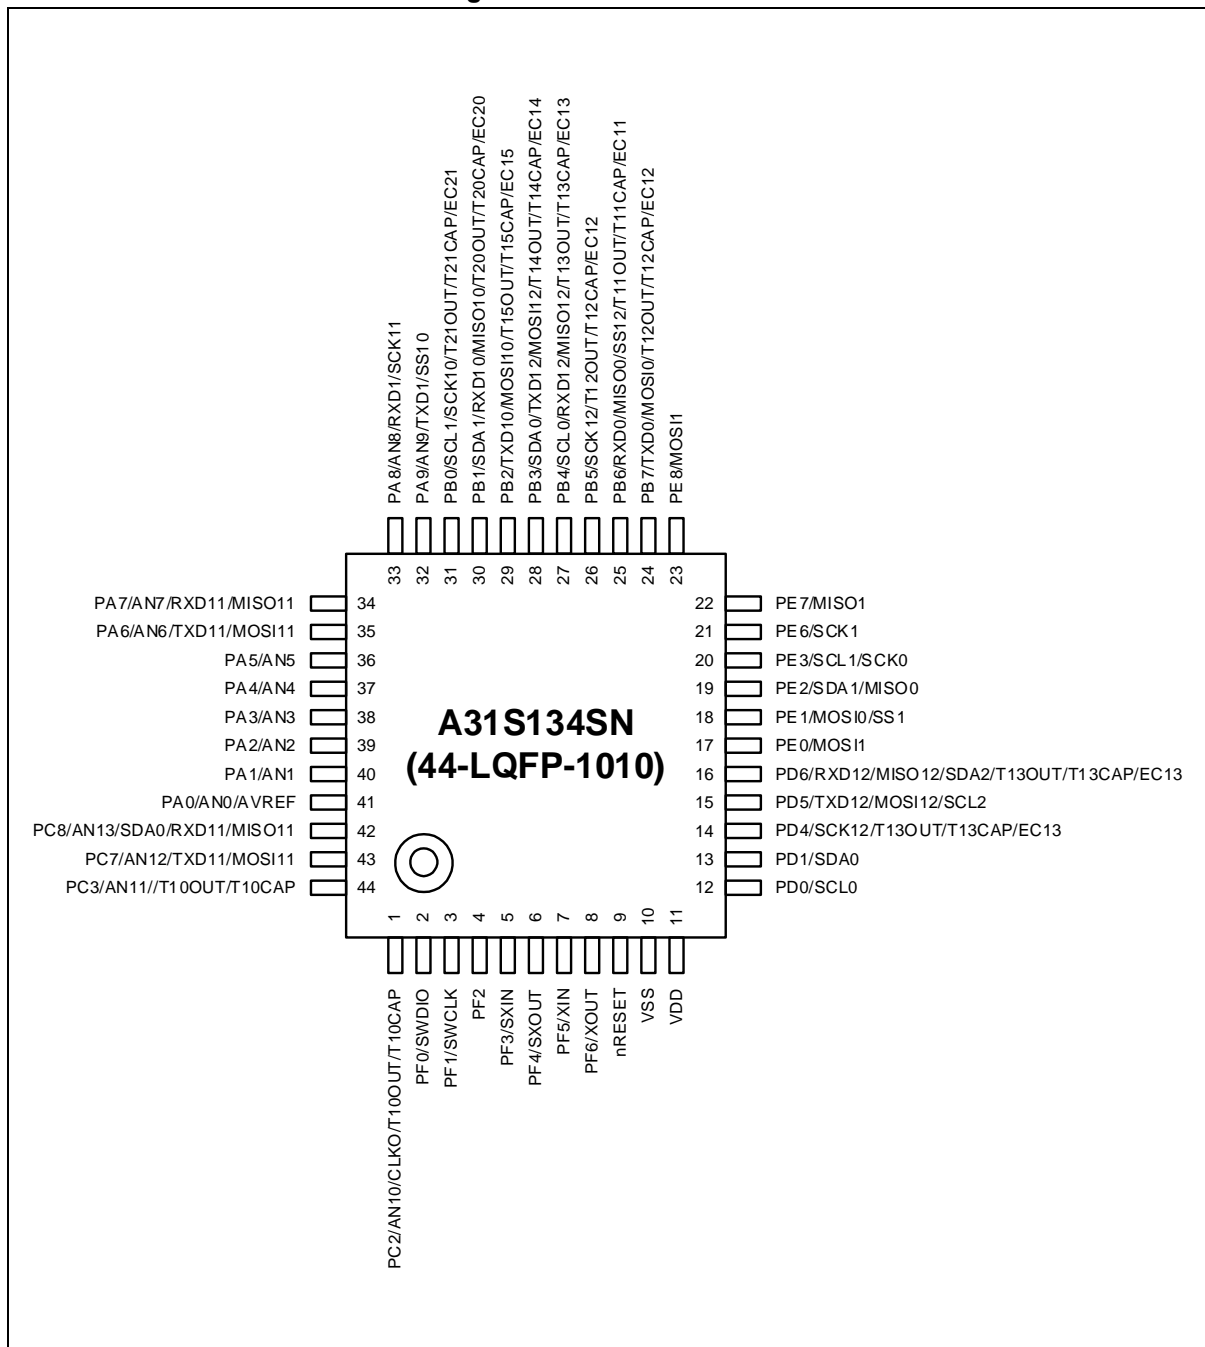 PA8/AN8/RXD1/SCK11
PA9/AN9/TXD1/SS10
PB0/SCL1/SCK10/T21OUT/T21CAP/EC21
PB1/SDA1/RXD10/MISO10/T20OUT/T20CAP/EC20
PB2/TXD10/MOSI10/T15OUT/T15CAP/EC15
PB3/SDA0/TXD12/MOSI12/T14OUT/T14CAP/EC14
PB4/SCL0/RXD12/MISO12/T13OUT/T13CAP/EC13
PB5/SCK12/T12OUT/T12CAP/EC12
PB6/RXD0/MISO0/SS12/T11OUT/T11CAP/EC11
PB7/TXD0/MOSI0/T12OUT/T12CAP/EC12
PE8/MOSI1
33 32 31 30 29 28 27 26 25 24 23
PA7/AN7/RXD11/MISO11 34
PA6/AN6/TXD11/MOSI11 35
PA5/AN5 36
PA4/AN4 37
PA3/AN3 38
PA2/AN2 39
PA1/AN1 40
PA0/AN0/AVREF 41
PC8/AN13/SDA0/RXD11/MISO11 42
PC7/AN12/TXD11/MOSI11 43
PC3/AN11//T10OUT/T10CAP 44
A31S134SN
(44-LQFP-1010)
22 PE7/MISO1
21 PE6/SCK1
20 PE3/SCL1/SCK0
19 PE2/SDA1/MISO0
18 PE1/MOSI0/SS1
17 PE0/MOSI1
16 PD6/RXD12/MISO12/SDA2/T13OUT/T13CAP/EC13
15 PD5/TXD12/MOSI12/SCL2
14 PD4/SCK12/T13OUT/T13CAP/EC13
13 PD1/SDA0
12 PD0/SCL0
1 2 3 4 5 6 7 8 9 10 11
PC2/AN10/CLKO/T10OUT/T10CAP
PF0/SWDIO
PF1/SWCLK
PF2
PF3/SXIN
PF4/SXOUT
PF5/XIN
PF6/XOUT
nRESET
VSS
VDD